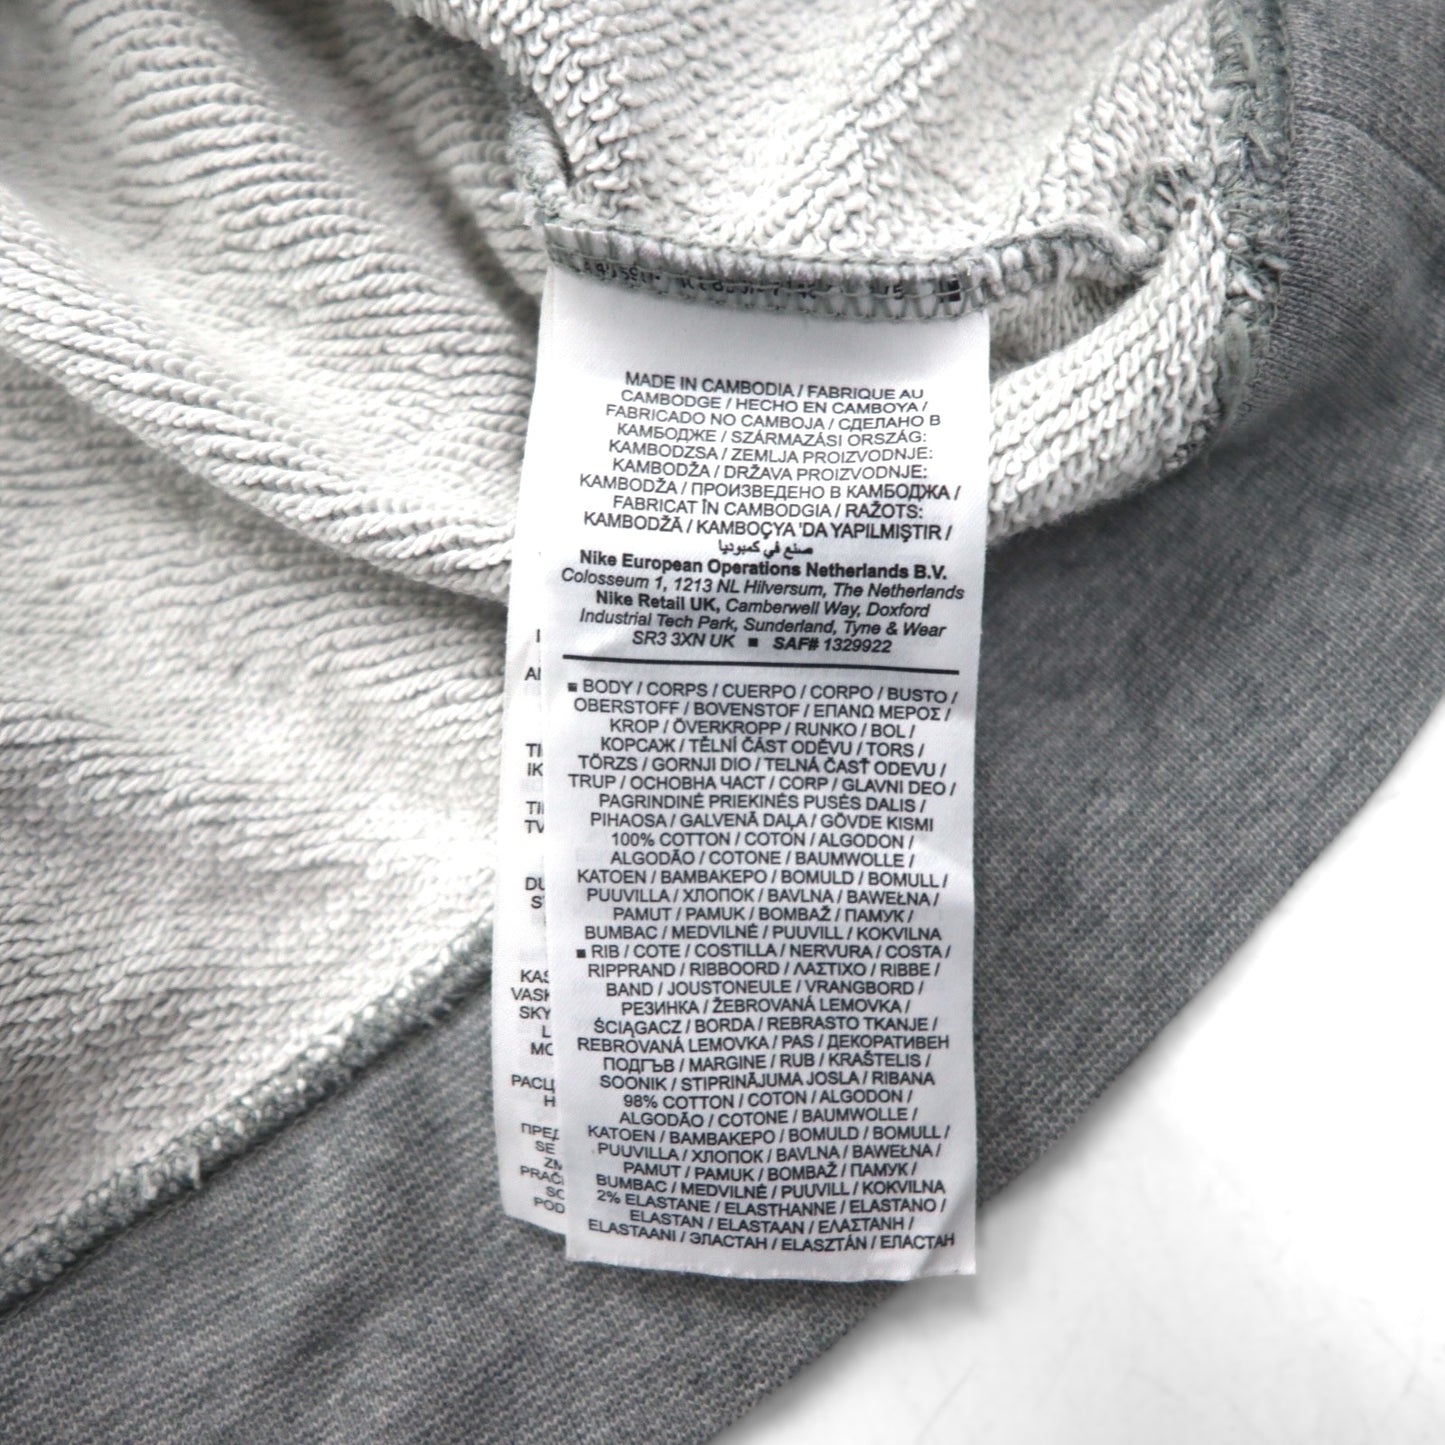 MADE IN CAMBODIA / FABRIQUE AU
CAMBODGE / HECHO EN CAMBOYA /
FABRICADO NO CAMBOJA / СДЕЛАНО В
КАМБОДЖЕ / SZÁRMAZÁSI ORSZÁG:
KAMBODZSA / ZEMLJA PROIZVODNJE:
KAMBODŽA / DRŽAVA PROIZVODNJE:
KAMBODŽA / ПРОИЗВЕДЕНО В КАМБОДЖА /
FABRICAT ÎN CAMBODGIA / RAŽOTS:
KAMBODŽĀ / KAMBOÇYA 'DA YAPILMIŞTIR /
صنع في كمبوديا
Nike European Operations Netherlands B.V.
Colosseum 1, 1213 NL Hilversum, The Netherlands
Nike Retail UK, Camberwell Way, Doxford
Industrial Tech Park, Sunderland, Tyne & Wear
SR3 3XN UK ■ SAF# 1329922
■ BODY / CORPS / CUERPO / CORPO / BUSTO /
OBERSTOFF / BOVENSTOF / ΕΠΑΝΩ ΜΕΡΟΣ /
KROP / ÖVERKROPP / RUNKO / BOL /
КОРСАЖ / TĚLNÍ ČÁST ODĚVU / TORS /
TÖRZS / GORNJI DIO / TELNÁ ČASŤ ODEVU /
TRUP / ОСНОВНА ЧАСТ / CORP / GLAVNI DEO /
PAGRINDINĖ PRIEKINĖS PUSĖS DALIS /
PIHAOSA / GALVENĀ DAĻA / GÖVDE KISMI
100% COTTON / COTON / ALGODON /
ALGODÃO / COTONE / BAUMWOLLE /
KATOEN / ΒΑΜΒΑΚΕΡΟ / BOMULD / BOMULL /
PUUVILLA / ХЛОПОК / BAVLNA / BAWEŁNA /
PAMUT / PAMUK / BOMBAŽ / ПАМУК /
BUMBAC / MEDVILNĖ / PUUVILL / KOKVILNA
■ RIB / COTE / COSTILLA / NERVURA / COSTA /
RIPPRAND / RIBBOORD / ΛΑΣΤΙΧΟ / RIBBE /
BAND / JOUSTONEULE / VRANGBORD /
РЕЗИНКА / ŽEBROVANÁ LEMOVKA /
ŚCIĄGACZ / BORDA / REBRASTO TKANJE /
REBROVANÁ LEMOVKA / PAS / ДЕКОРАТИВЕН
ПОДГЪВ / MARGINE / RUB / KRAŠTELIS /
SOONIK / STIPRINĀJUMA JOSLA / RIBANA
98% COTTON / COTON / ALGODON /
ALGODÃO / COTONE / BAUMWOLLE /
KATOEN / ΒΑΜΒΑΚΕΡΟ / BOMULD / BOMULL /
PUUVILLA / ХЛОПОК / BAVLNA / BAWEŁNA /
PAMUT / PAMUK / BOMBAŽ / ПАМУК /
BUMBAC / MEDVILNĖ / PUUVILL / KOKVILNA
2% ELASTANE / ELASTHANNE / ELASTANO /
ELASTAN / ELASTAAN / ΕΛΑΣΤΑΝΗ /
ELASTAANI / ЭЛАСТАН / ELASZTÁN / ЕЛАСТАН